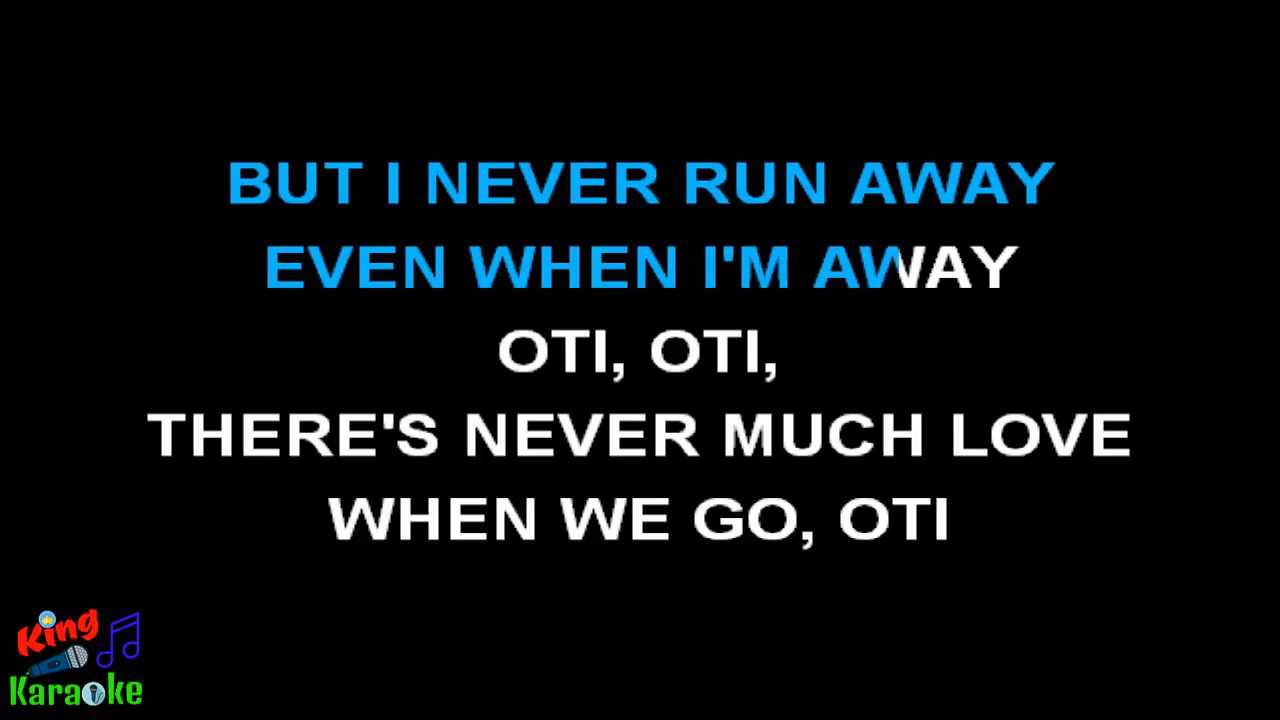 BUT I NEVER RUN AWAY
EVEN WHEN I'M AWAY
OTI, OTI,
THERE'S NEVER MUCH LOVE
WHEN WE GO, OTI
King
Karaoke